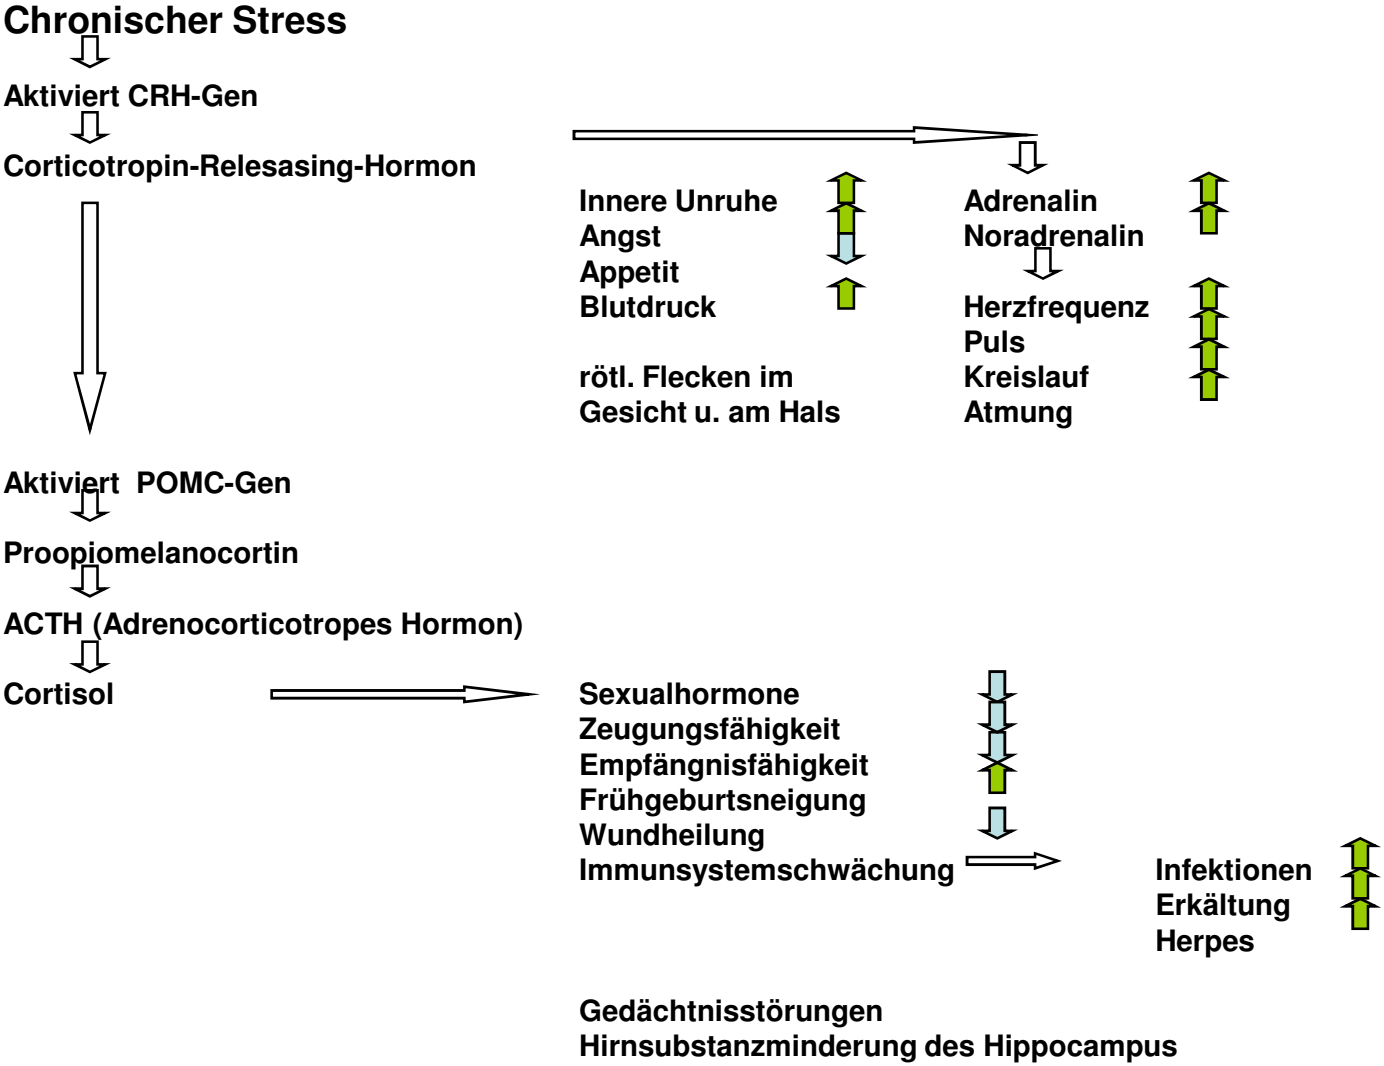 Chronischer Stress
Aktiviert CRH-Gen
Corticotropin-Relesasing-Hormon
Innere Unruhe
Angst
Appetit
Blutdruck
rötl. Flecken im
Gesicht u. am Hals
Adrenalin
Noradrenalin
Herzfrequenz
Puls
Kreislauf
Atmung
Aktiviert  POMC-Gen
Proopiomelanocortin
ACTH (Adrenocorticotropes Hormon)
Cortisol
Sexualhormone
Zeugungsfähigkeit
Empfängnisfähigkeit
Frühgeburtsneigung
Wundheilung
Immunsystemschwächung
Infektionen
Erkältung
Herpes
Gedächtnisstörungen
Hirnsubstanzminderung des Hippocampus